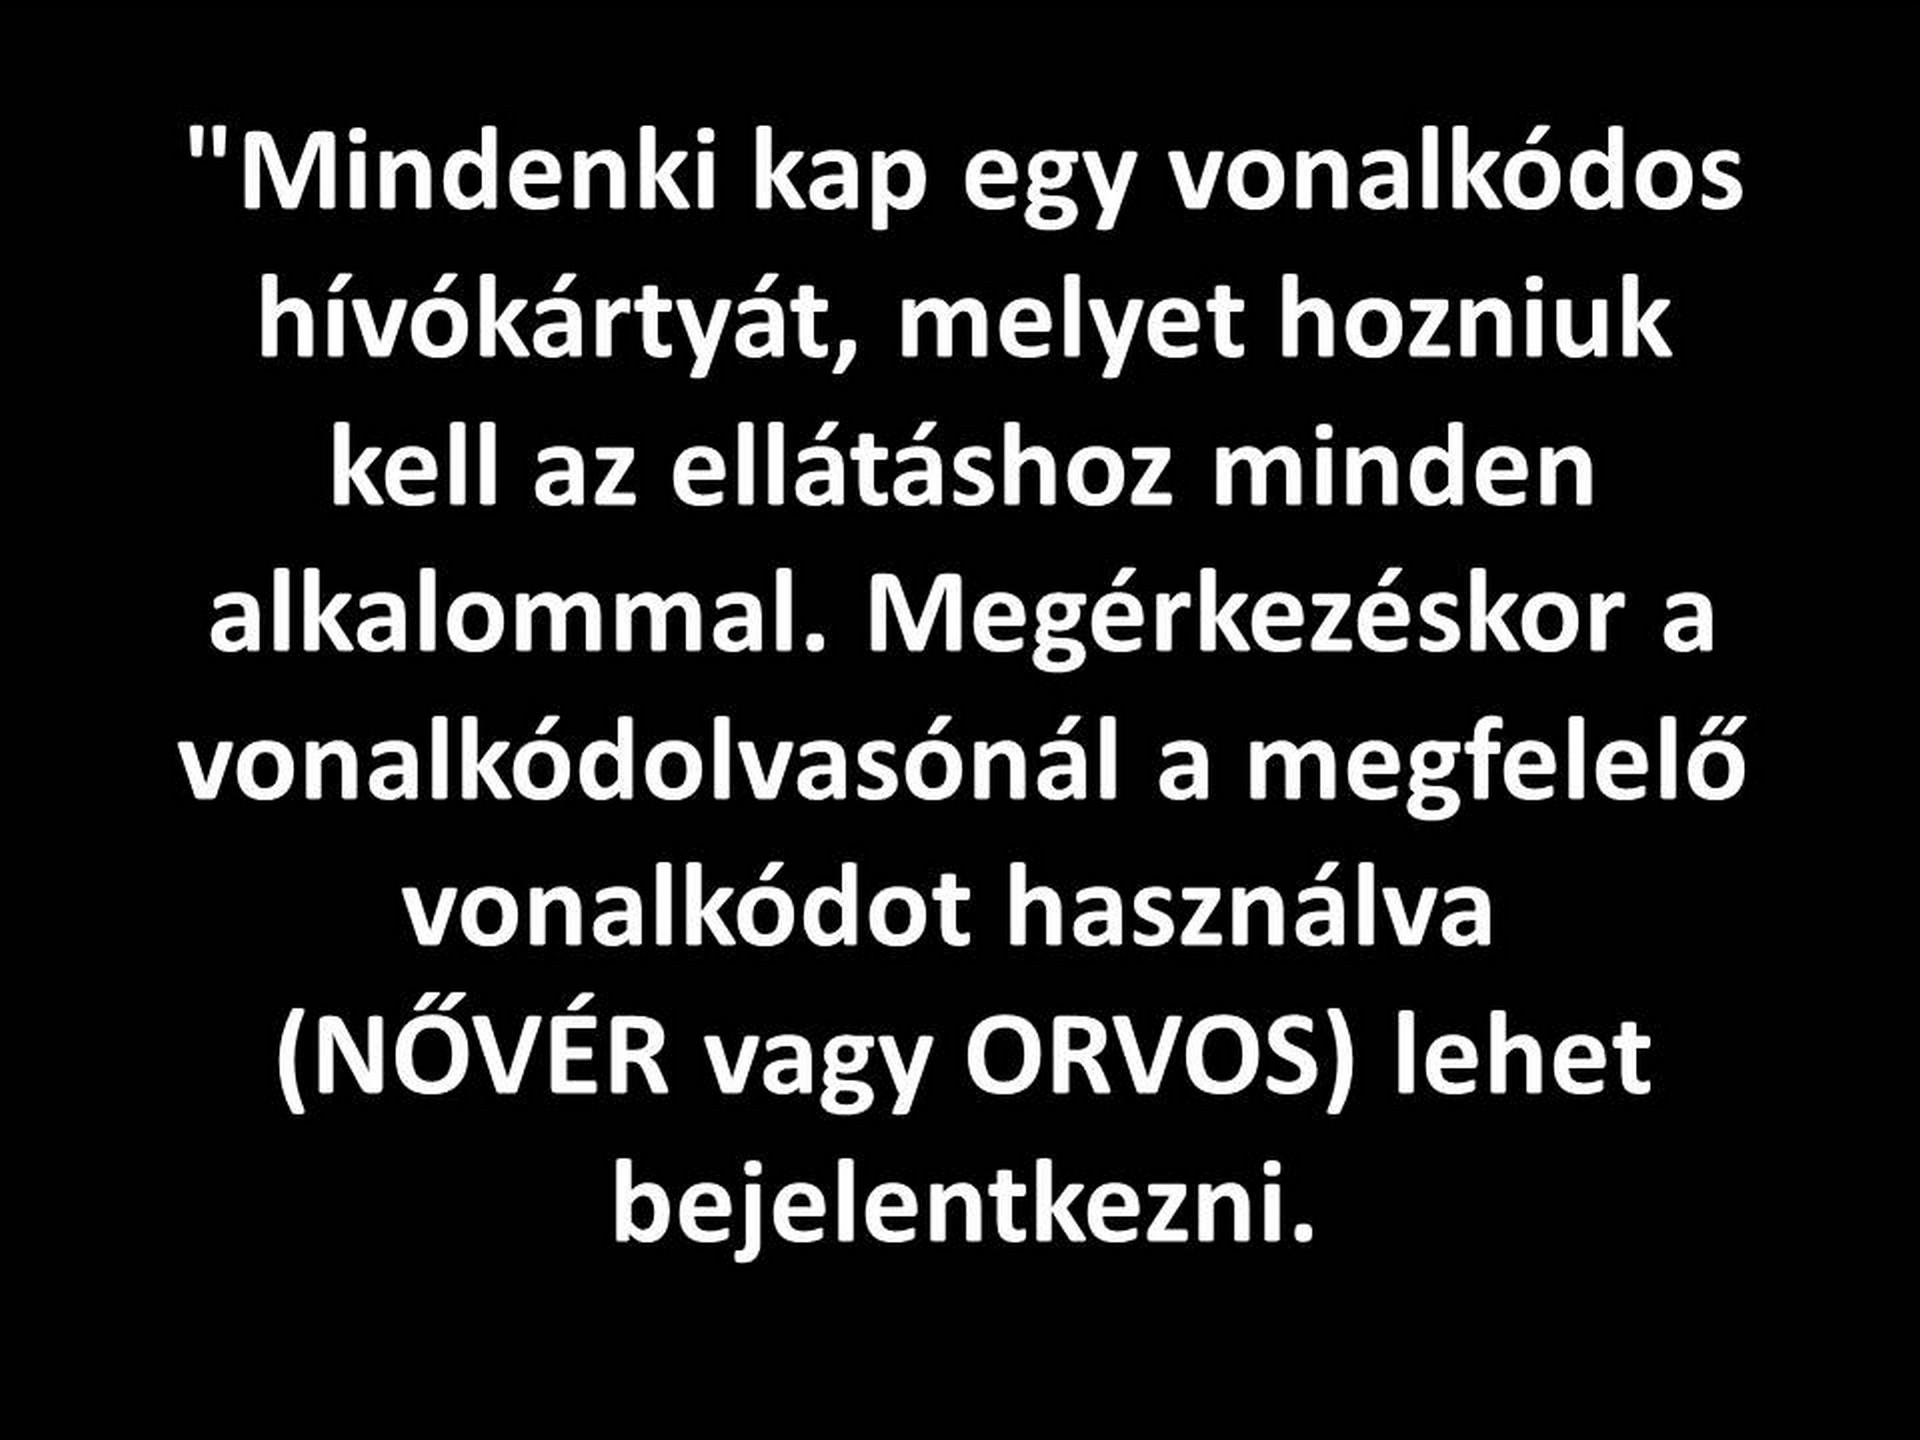 "Mindenki kap egy vonalkódos
hívókártyát, melyet hozniuk
kell az ellátáshoz minden
alkalommal. Megérkezéskor a
vonalkódolvasónál a megfelelő
vonalkódot használva
(NŐVÉR vagy ORVOS) lehet
bejelentkezni.